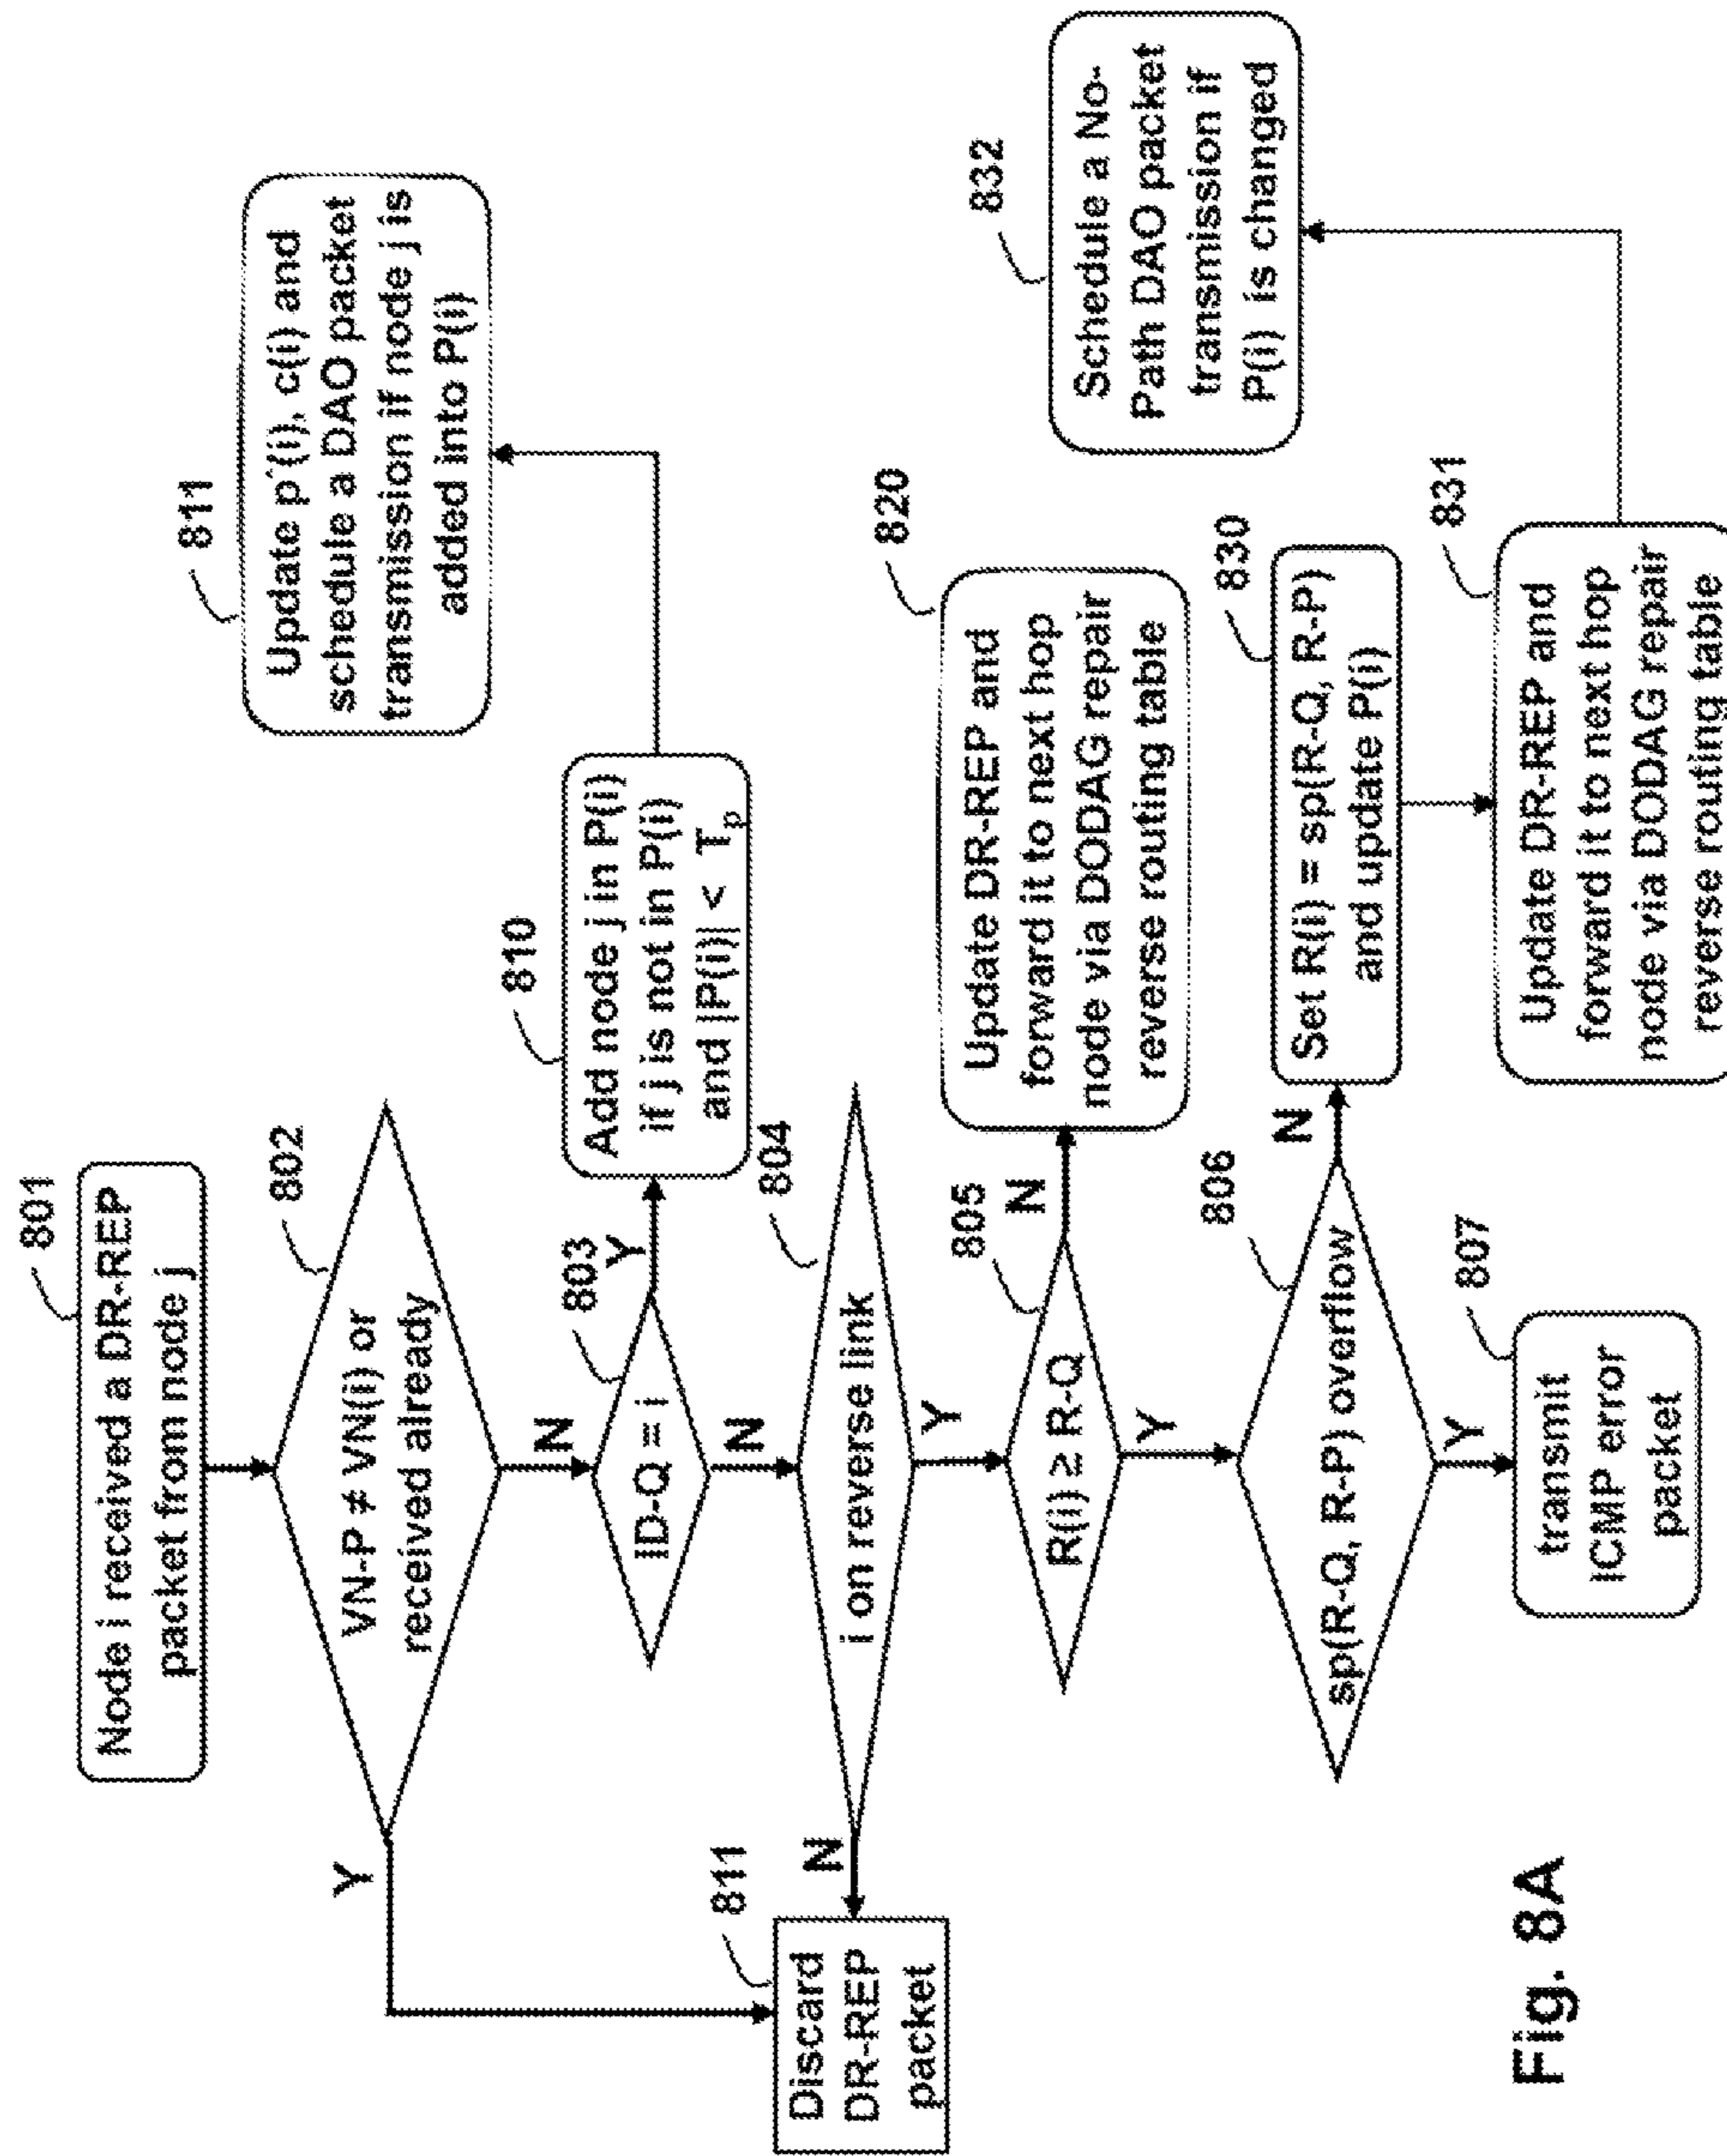 801
Node i received a DR-REP
packet from node j
802
VN-P ≠ VN(i) or
received already
Y
N
803
ID-Q = i
Y
N
810
Add node j in P(i)
if j is not in P(i)
and |P(i)| < Tp
811
Update p*(i), c(i) and
schedule a DAO packet
transmission if node j is
added into P(i)
804
i on reverse link
N
Y
811
Discard
DR-REP
packet
805
R(i) ≥ R-Q
N
Y
820
Update DR-REP and
forward it to next hop
node via DODAG repair
reverse routing table
806
sp(R-Q, R-P) overflow
N
Y
830
Set R(i) = sp(R-Q, R-P)
and update P(i)
831
Update DR-REP and
forward it to next hop
node via DODAG repair
reverse routing table
832
Schedule a No-
Path DAO packet
transmission if
P(i) is changed
807
transmit
ICMP error
packet
Fig. 8A